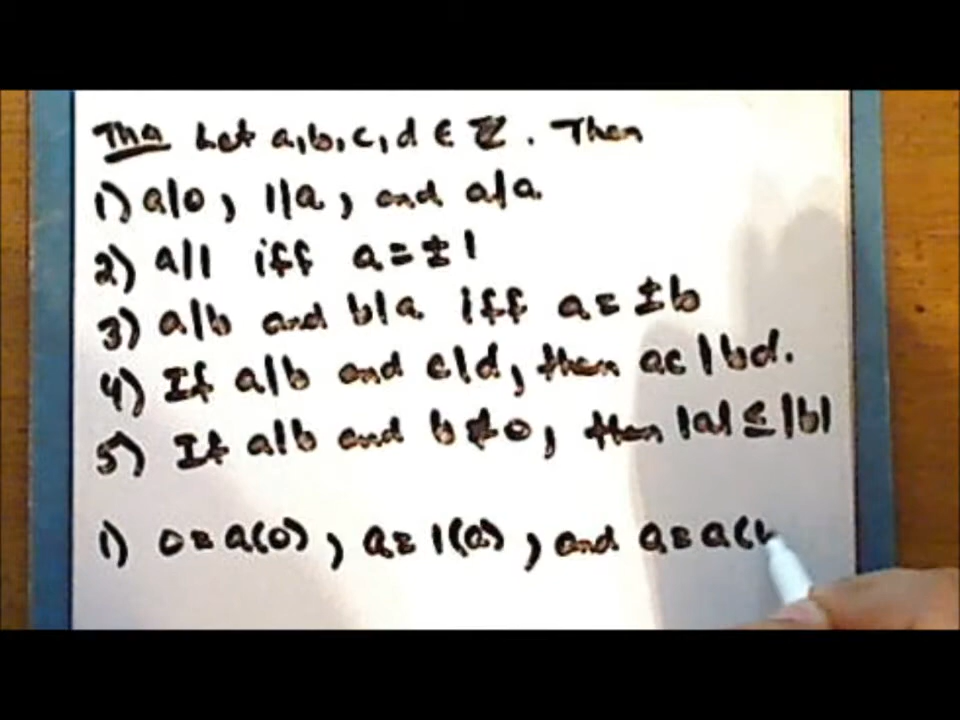 Thm Let a,b,c,d ∈ ℤ. Then
1) a|0, 1|a, and a|a.
2) a|1 iff a = ±1
3) a|b and b|a iff a = ±b
4) If a|b and c|d, then ac|bd.
5) If a|b and b≠0, then |a| ≤ |b|
1) 0 = a(0), a = 1(a), and a = a(